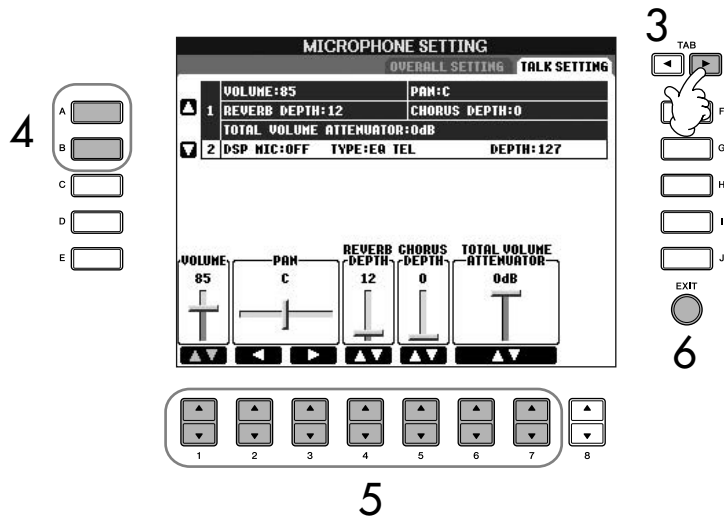 3
TAB
MICROPHONE SETTING
OVERALL SETTING TALK SETTING
VOLUME:85 PAN:C
1 REVERB DEPTH:12 CHORUS DEPTH:0
TOTAL VOLUME ATTENUATOR:0dB
2 DSP MIC:OFF TYPE:EQ TEL DEPTH:127
4
A
B
C
D
E
F
G
H
I
J
VOLUME PAN REVERB DEPTH CHORUS DEPTH TOTAL VOLUME ATTENUATOR
85 C 12 0 0dB
EXIT
6
1 2 3 4 5 6 7 8
5